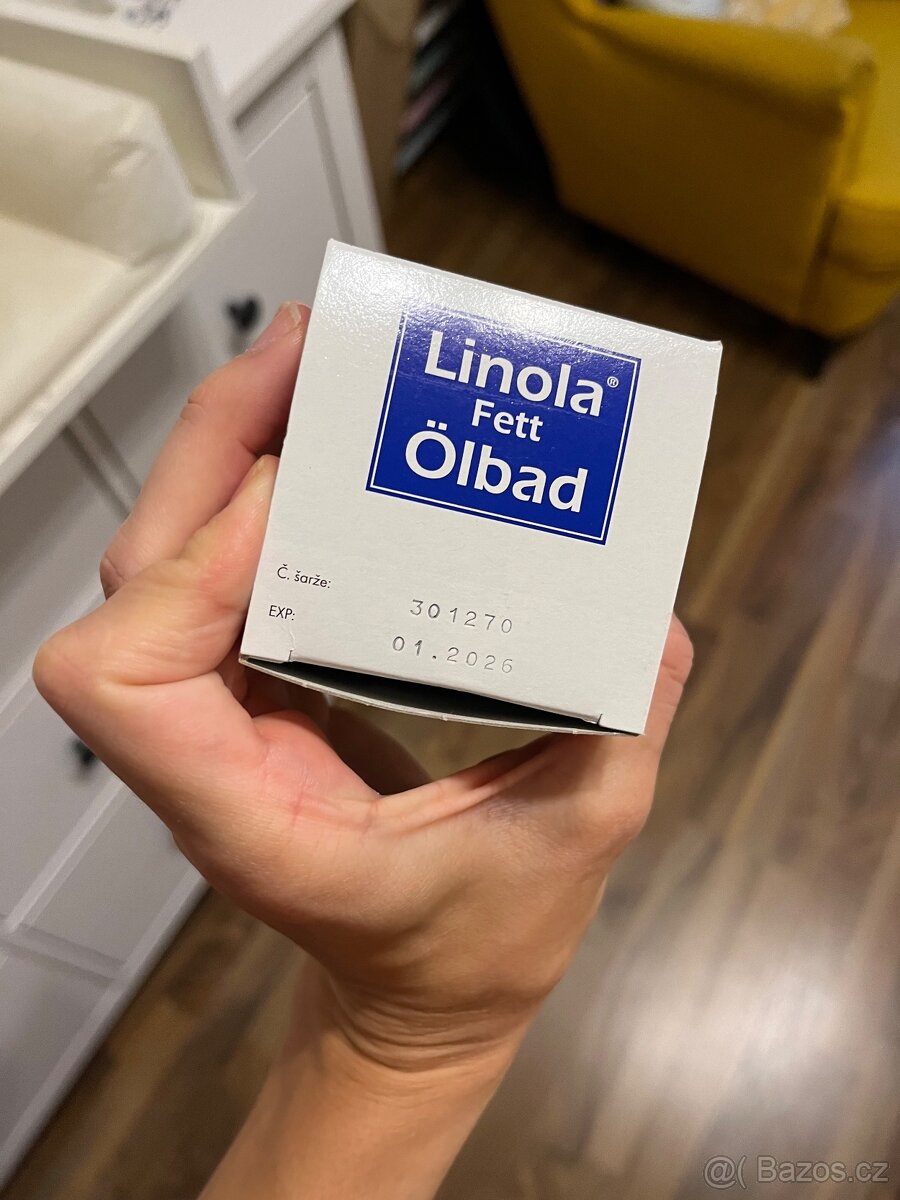 Linola®
Fett
Ölbad
Č. šarže:
301270
EXP:
01.2026
@( Bazos.cz